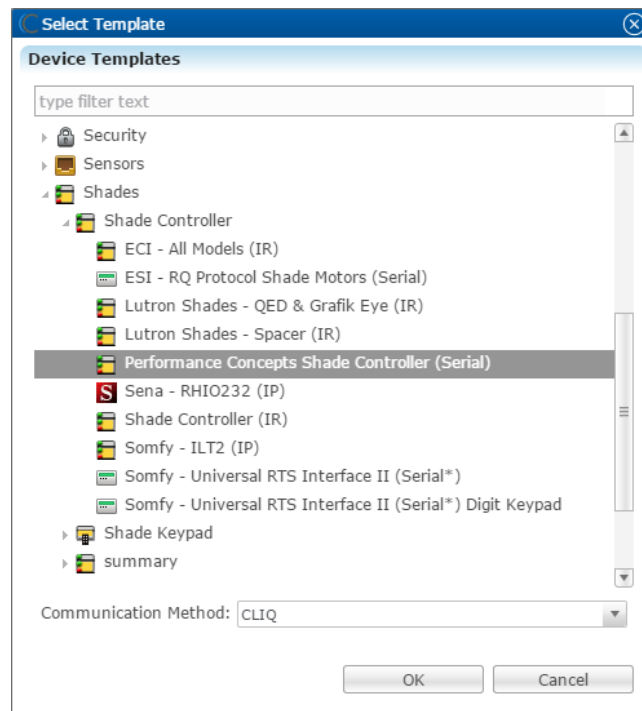 Select Template
Device Templates
type filter text
Security
Sensors
Shades
Shade Controller
ECI - All Models (IR)
ESI - RQ Protocol Shade Motors (Serial)
Lutron Shades - QED & Grafik Eye (IR)
Lutron Shades - Spacer (IR)
Performance Concepts Shade Controller (Serial)
S Sena - RHIO232 (IP)
Shade Controller (IR)
Somfy - ILT2 (IP)
Somfy - Universal RTS Interface II (Serial*)
Somfy - Universal RTS Interface II (Serial*) Digit Keypad
Shade Keypad
summary
Communication Method: CLIQ
OK Cancel